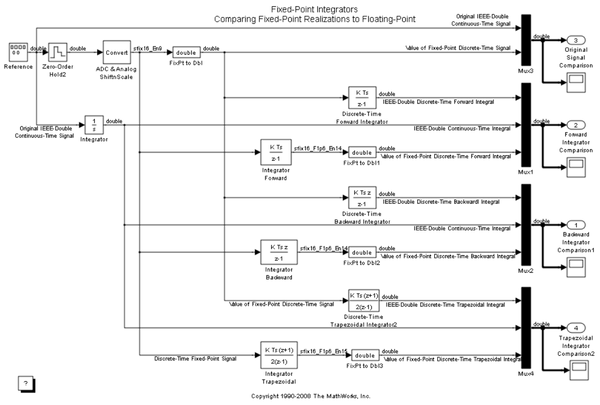 Fixed-Point Integrators
Comparing Fixed-Point Realizations to Floating-Point
Original IEEE-Double
Continuous-Time Signal
double
3
Original
Signal
Comparison
Mux3
Reference
double
Zero-Order
Hold2
double
Convert
ADC & Analog
ShiftnScale
sfix16_En9
double
FixPt to Dbl
double
Value of Fixed-Point Discrete-Time Signal
Original IEEE-Double
Continuous-Time Signal
double
1
s
Integrator
double
K Ts
z-1
Discrete-Time
Forward Integrator
double
IEEE-Double Discrete-Time Forward Integral
IEEE-Double Continuous-Time Integral
double
2
Forward
Integrator
Comparison
K Ts
z-1
Integrator
Forward
sfix16_F1p6_En14
double
FixPt to Dbl1
double
Value of Fixed-Point Discrete-Time Forward Integral
Mux1
K Ts z
z-1
Discrete-Time
Backward Integrator
double
IEEE-Double Discrete-Time Backward Integral
IEEE-Double Continuous-Time Integral
double
1
Backward
Integrator
Comparison1
K Ts z
z-1
Integrator
Backward
sfix16_F1p6_En14
double
FixPt to Dbl2
double
Value of Fixed-Point Discrete-Time Backward Integral
Mux2
Value of Fixed-Point Discrete-Time Signal
K Ts (z+1)
2(z-1)
Discrete-Time
Trapezoidal Integrator2
double
IEEE-Double Discrete-Time Trapezoidal Integral
double
4
Trapezoidal
Integrator
Comparison2
Discrete-Time Fixed-Point Signal
K Ts (z+1)
2(z-1)
Integrator
Trapezoidal
sfix16_F1p6_En15
double
FixPt to Dbl3
double
Value of Fixed-Point Discrete-Time Trapezoidal Integral
Mux4
?
Copyright 1990-2008 The MathWorks, Inc.